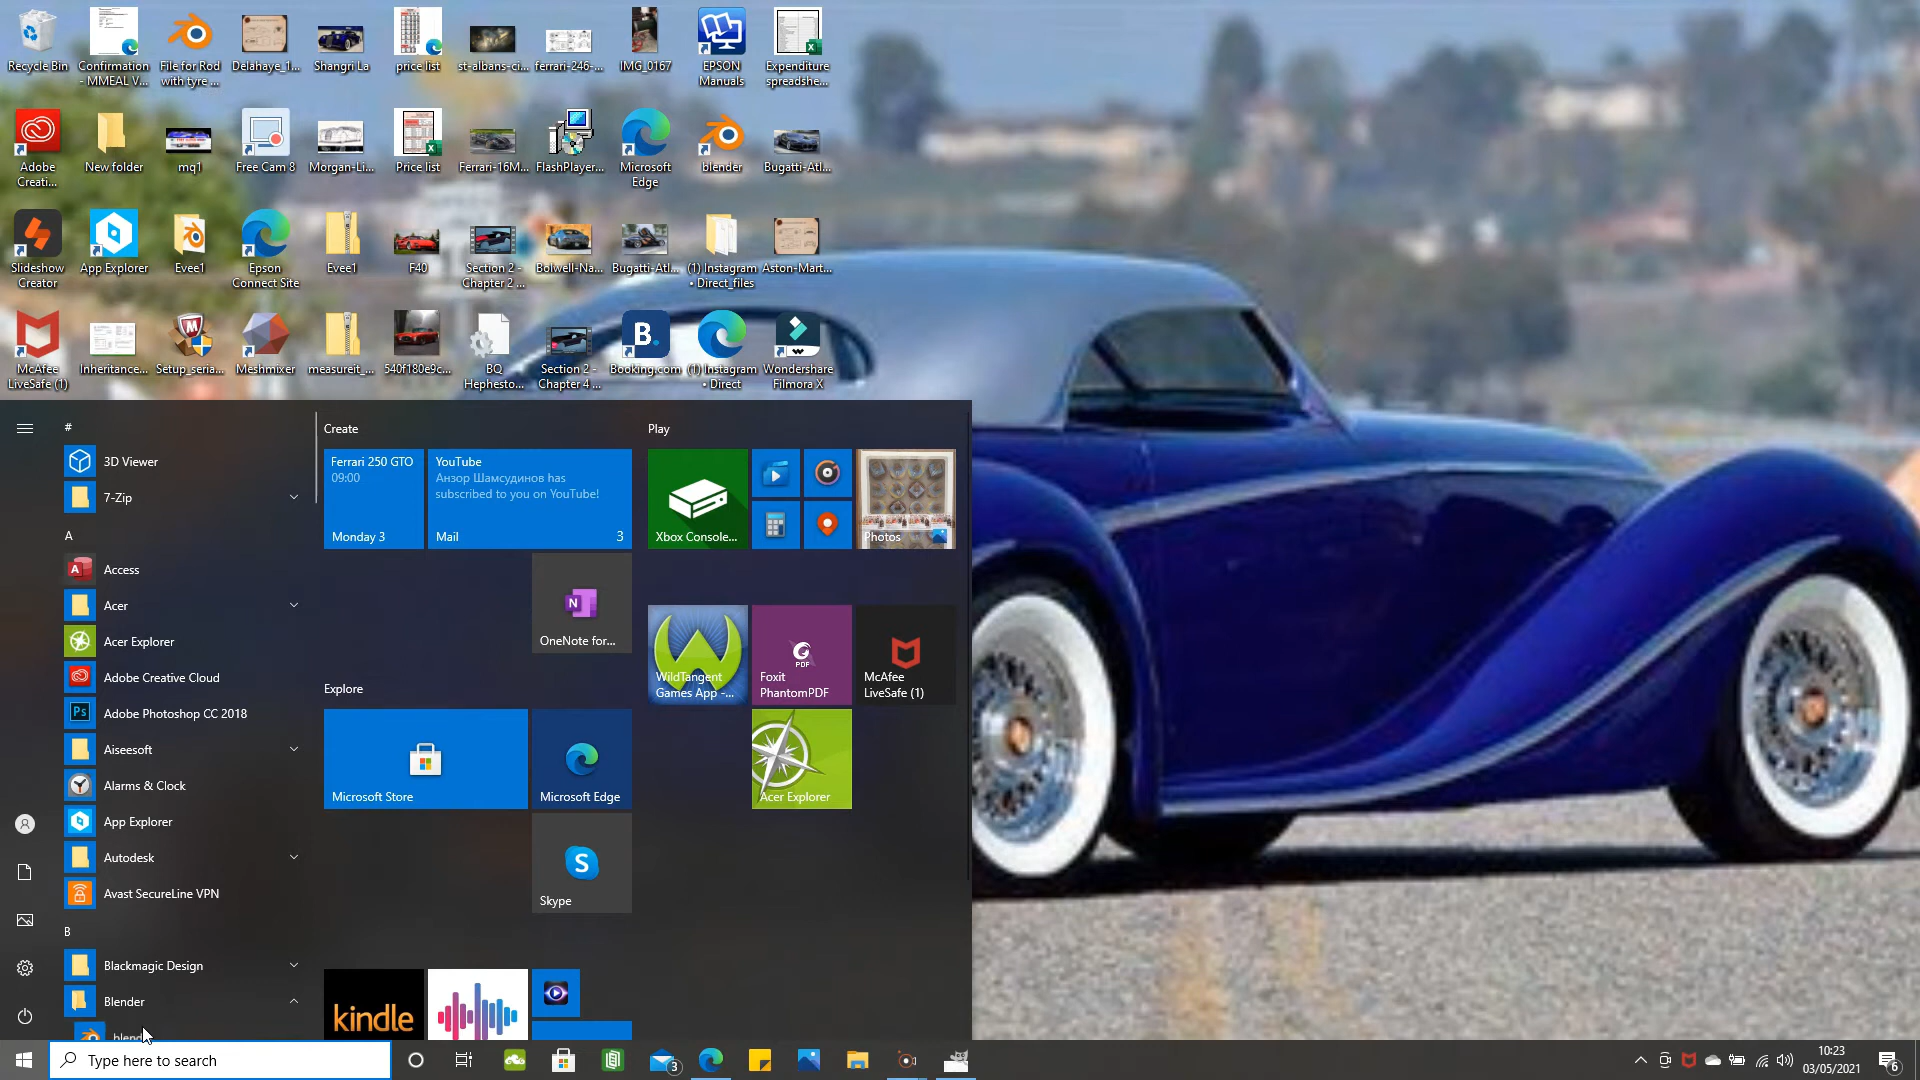 Recycle Bin
Confirmation
- MMEAL V...
File for Rod
with tyre ...
Delahaye_1...
Shangri La
price list
st-albans-ci...
ferrari-246-...
IMG_0167
EPSON
Manuals
Expenditure
spreadshe...
Adobe
Creati...
New folder
mq1
Free Cam 8
Morgan-Li...
Price list
Ferrari-16M...
FlashPlayer...
Microsoft
Edge
blender
Bugatti-Atl...
Slideshow
Creator
App Explorer
Evee1
Epson
Connect Site
Evee1
F40
Section 2 -
Chapter 2 ...
Bolwell-Na...
Bugatti-Atl...
(1) Instagram
• Direct_files
Aston-Mart...
McAfee
LiveSafe (1)
Inheritance...
Setup_seria...
Meshmixer
measureit_...
540f180e9c...
BQ
Hephesto...
Section 2 -
Chapter 4 ...
B.
Booking.com
(1) Instagram
• Direct
Wondershare
Filmora X
#
3D Viewer
7-Zip
A
Access
Acer
Acer Explorer
Adobe Creative Cloud
Ps
Adobe Photoshop CC 2018
Aiseesoft
Alarms & Clock
App Explorer
Autodesk
Avast SecureLine VPN
B
Blackmagic Design
Blender
Create
Ferrari 250 GTO
09:00
Monday 3
YouTube
Анзор Шамсудинов has
subscribed to you on YouTube!
Mail
3
N
OneNote for...
Explore
Microsoft Store
Microsoft Edge
S
Skype
kindle
Play
Xbox Console...
Photos
WildTangent
Games App -...
PDF
Foxit
PhantomPDF
McAfee
LiveSafe (1)
Acer Explorer
Type here to search
3
10:23
03/05/2021
6